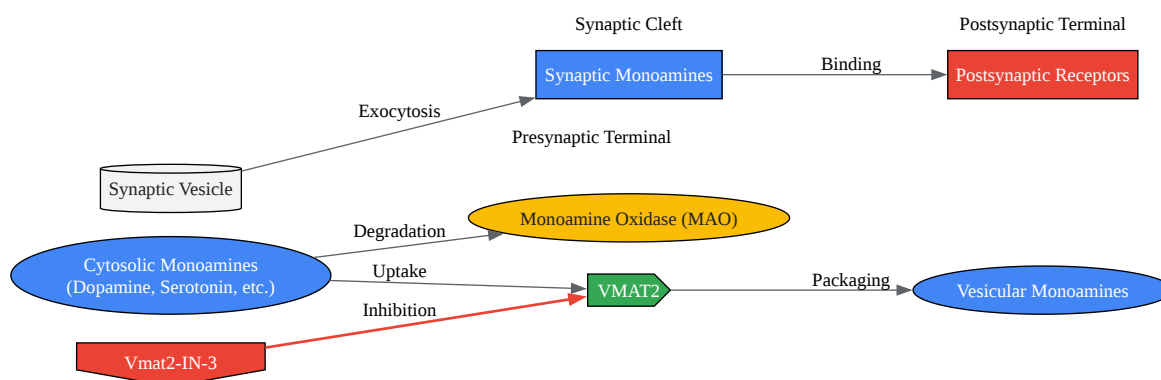 Synaptic Cleft
Postsynaptic Terminal
Synaptic Monoamines
Binding
Postsynaptic Receptors
Exocytosis
Presynaptic Terminal
Synaptic Vesicle
Monoamine Oxidase (MAO)
Degradation
Cytosolic Monoamines
(Dopamine, Serotonin, etc.)
Uptake
VMAT2
Packaging
Vesicular Monoamines
Inhibition
Vmat2-IN-3